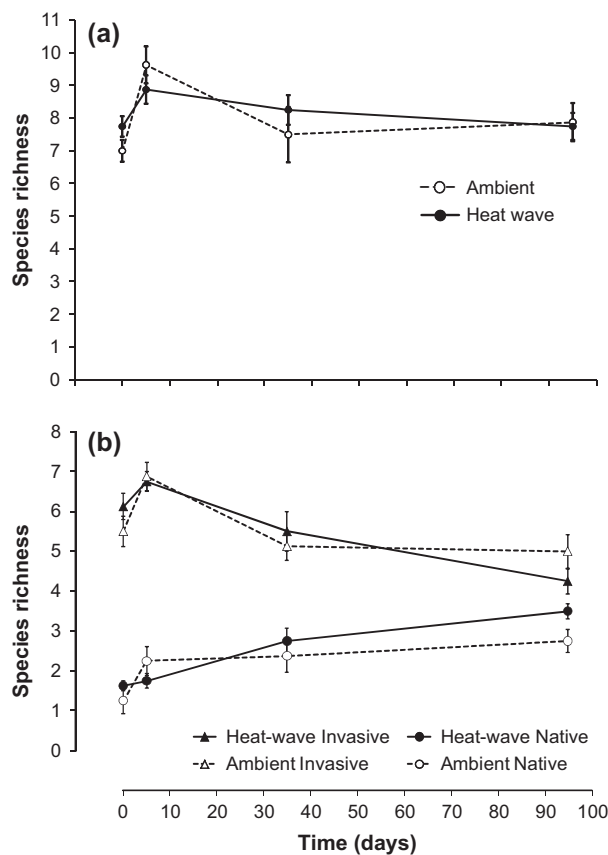 (a)
11
10
9
8
7
6
5
4
3
2
1
0
Species richness
Ambient
Heat wave
(b)
8
7
6
5
4
3
2
1
0
Species richness
Heat-wave Invasive
Heat-wave Native
Ambient Invasive
Ambient Native
0 10 20 30 40 50 60 70 80 90 100
Time (days)